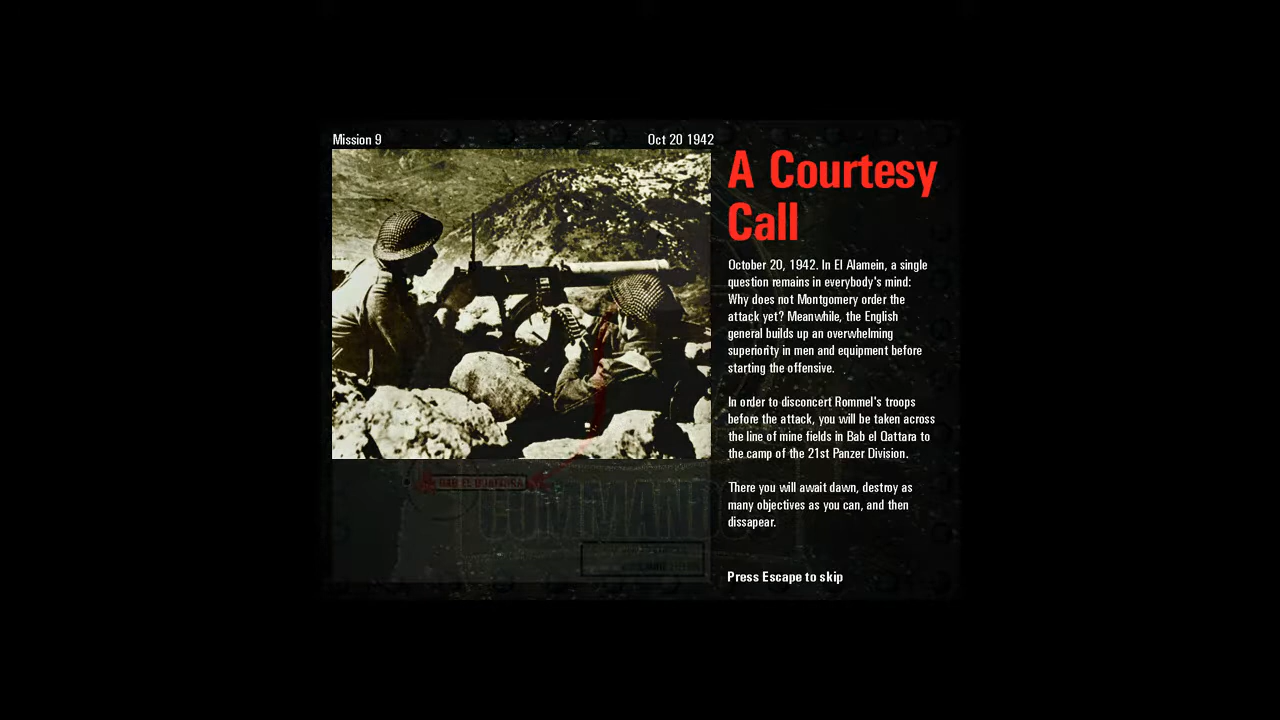 Mission 9
Oct 20 1942
A Courtesy
Call
October 20, 1942. In El Alamein, a single
question remains in everybody's mind:
Why does not Montgomery order the
attack yet? Meanwhile, the English
general builds up an overwhelming
superiority in men and equipment before
starting the offensive.
In order to disconcert Rommel's troops
before the attack, you will be taken across
the line of mine fields in Bab el Qattara to
the camp of the 21st Panzer Division.
There you will await dawn, destroy as
many objectives as you can, and then
dissapear.
BAB EL QUATTARA
COMMANDOS
Press Escape to skip